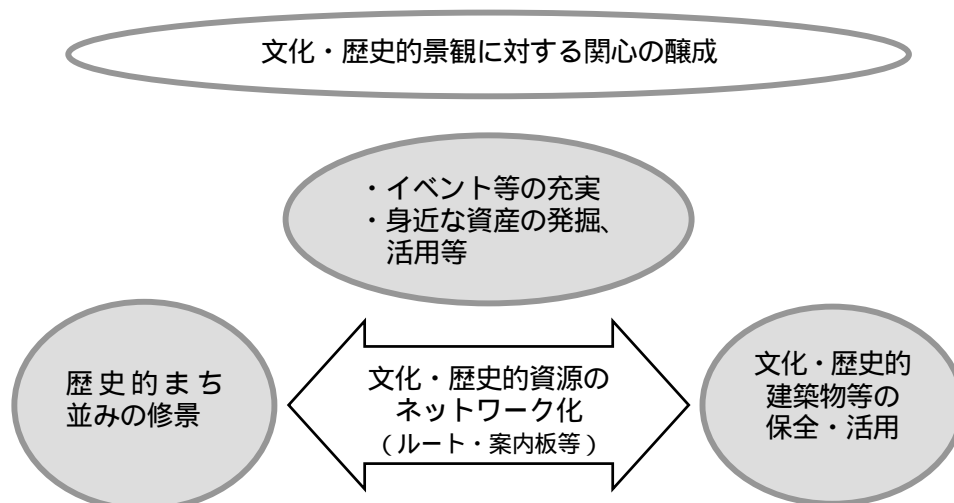 文化・歴史的景観に対する関心の醸成
・イベント等の充実
・身近な資産の発掘、
活用等
歴史的まち
並みの修景
文化・歴史的資源の
ネットワーク化
(ルート・案内板等)
文化・歴史的
建築物等の
保全・活用